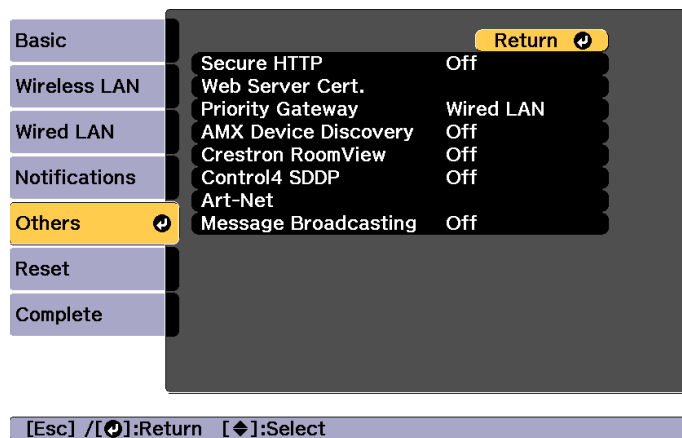 Basic
Wireless LAN
Wired LAN
Notifications
Others
Reset
Complete
Return
Secure HTTP Off
Web Server Cert.
Priority Gateway Wired LAN
AMX Device Discovery Off
Crestron RoomView Off
Control4 SDDP Off
Art-Net
Message Broadcasting Off
[Esc] /[]:Return []:Select